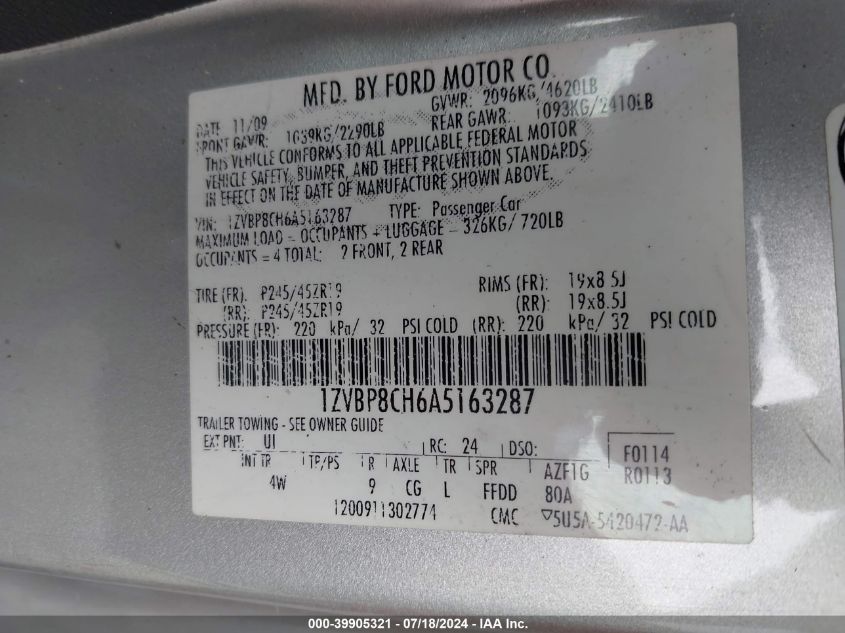 MFD. BY FORD MOTOR CO.
DATE 11/09 GVWR: 2096KG/4620LB
FRONT GAWR: 1039KG/2290LB REAR GAWR: 1093KG/2410LB
THIS VEHICLE CONFORMS TO ALL APPLICABLE FEDERAL MOTOR
VEHICLE SAFETY, BUMPER, AND THEFT PREVENTION STANDARDS
IN EFFECT ON THE DATE OF MANUFACTURE SHOWN ABOVE.
VIN: 1ZVBP8CH6A5163287 TYPE: Passenger Car
MAXIMUM LOAD = OCCUPANTS + LUGGAGE = 326KG/ 720LB
OCCUPANTS = 4 TOTAL: 2 FRONT, 2 REAR
TIRE (FR): P245/45ZR19 RIMS (FR): 19x8.5J
(RR): P245/45ZR19 (RR): 19x8.5J
PRESSURE (FR): 220 kPa/ 32 PSI COLD (RR): 220 kPa/ 32 PSI COLD
1ZVBP8CH6A5163287
TRAILER TOWING - SEE OWNER GUIDE
EXT PNT: UI RC: 24 DSO: F0114
INT TR TP/PS R AXLE TR SPR AZF1G R0113
4W 9 CG L FFDD 80A
1200911302774 CMC ▽5U5A-5420472-AA
000-39905321 - 07/18/2024 - IAA Inc.